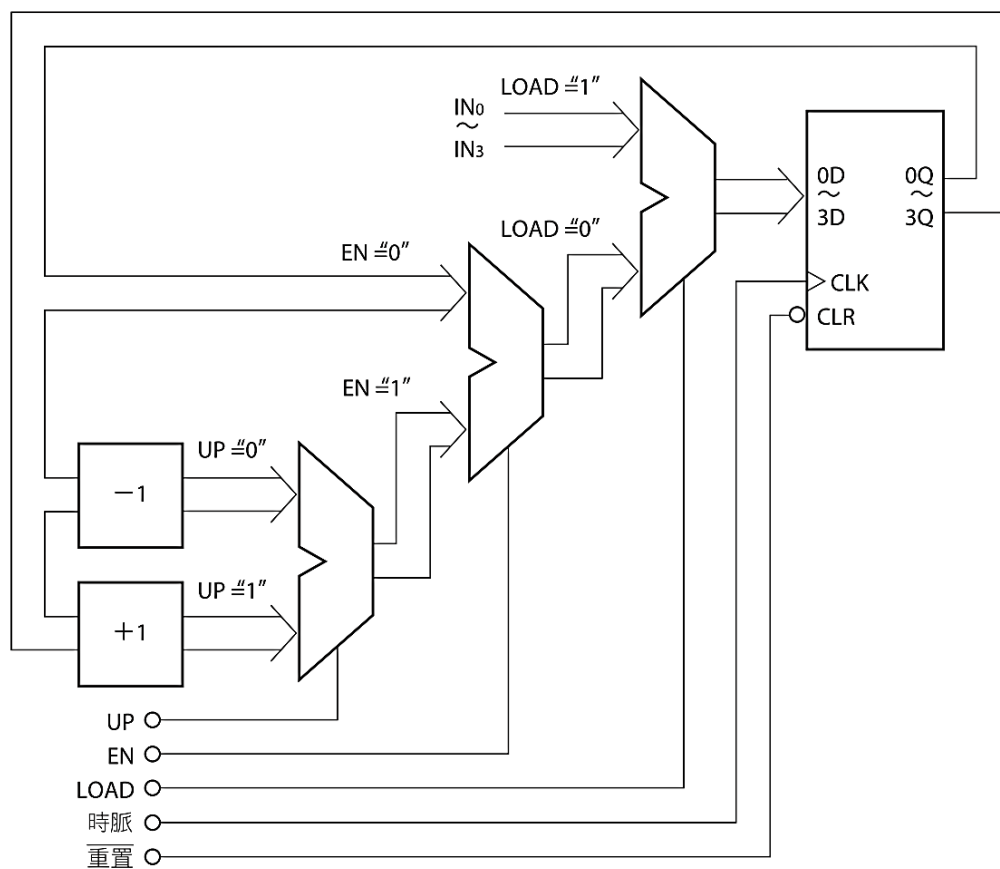 LOAD="1"
IN0
～
IN3
LOAD="0"
EN="0"
EN="1"
0D 0Q
～ ～
3D 3Q
CLK
CLR
UP="0"
−1
UP="1"
+1
UP
EN
LOAD
時脈
重置